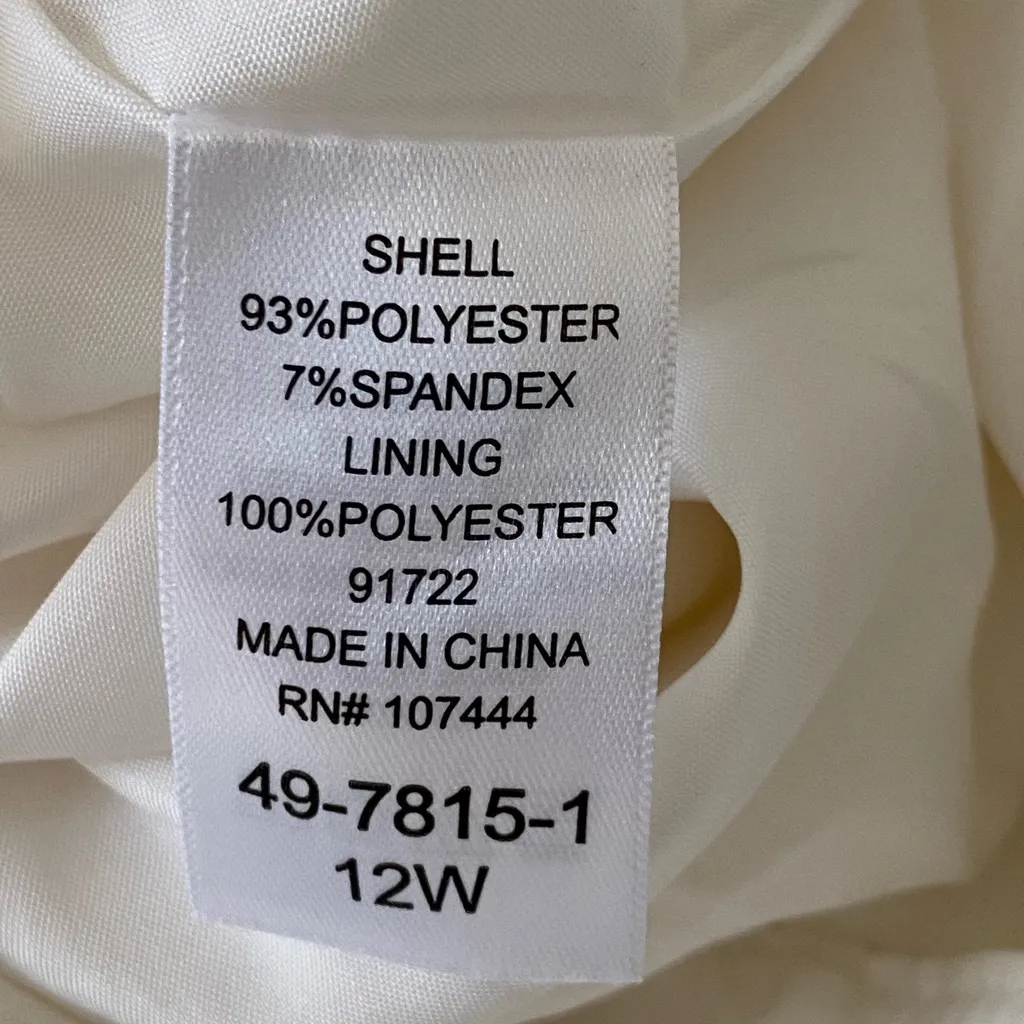 SHELL
93%POLYESTER
7%SPANDEX
LINING
100%POLYESTER
91722
MADE IN CHINA
RN# 107444
49-7815-1
12W